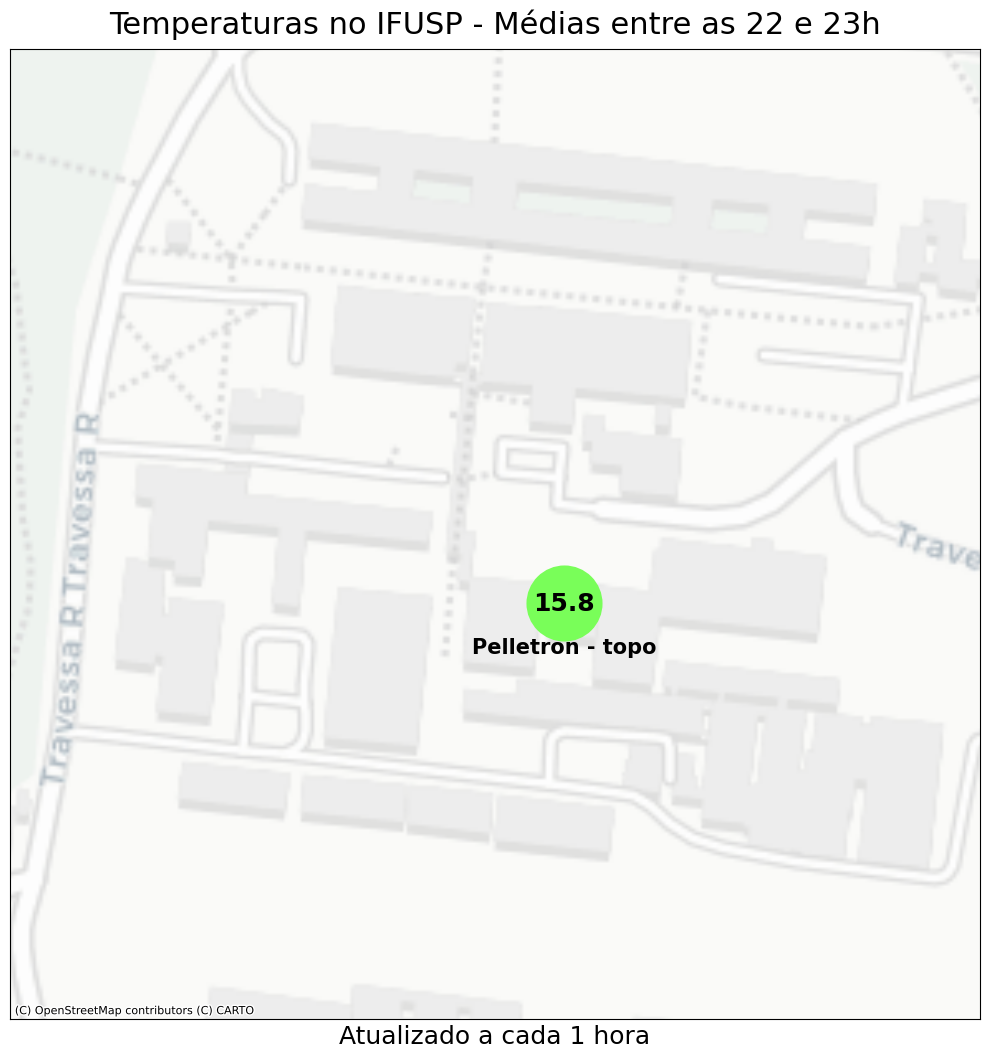 Temperaturas no IFUSP - Médias entre as 22 e 23h
Travessa R Travessa R
Trave
15.8
Pelletron - topo
(C) OpenStreetMap contributors (C) CARTO
Atualizado a cada 1 hora